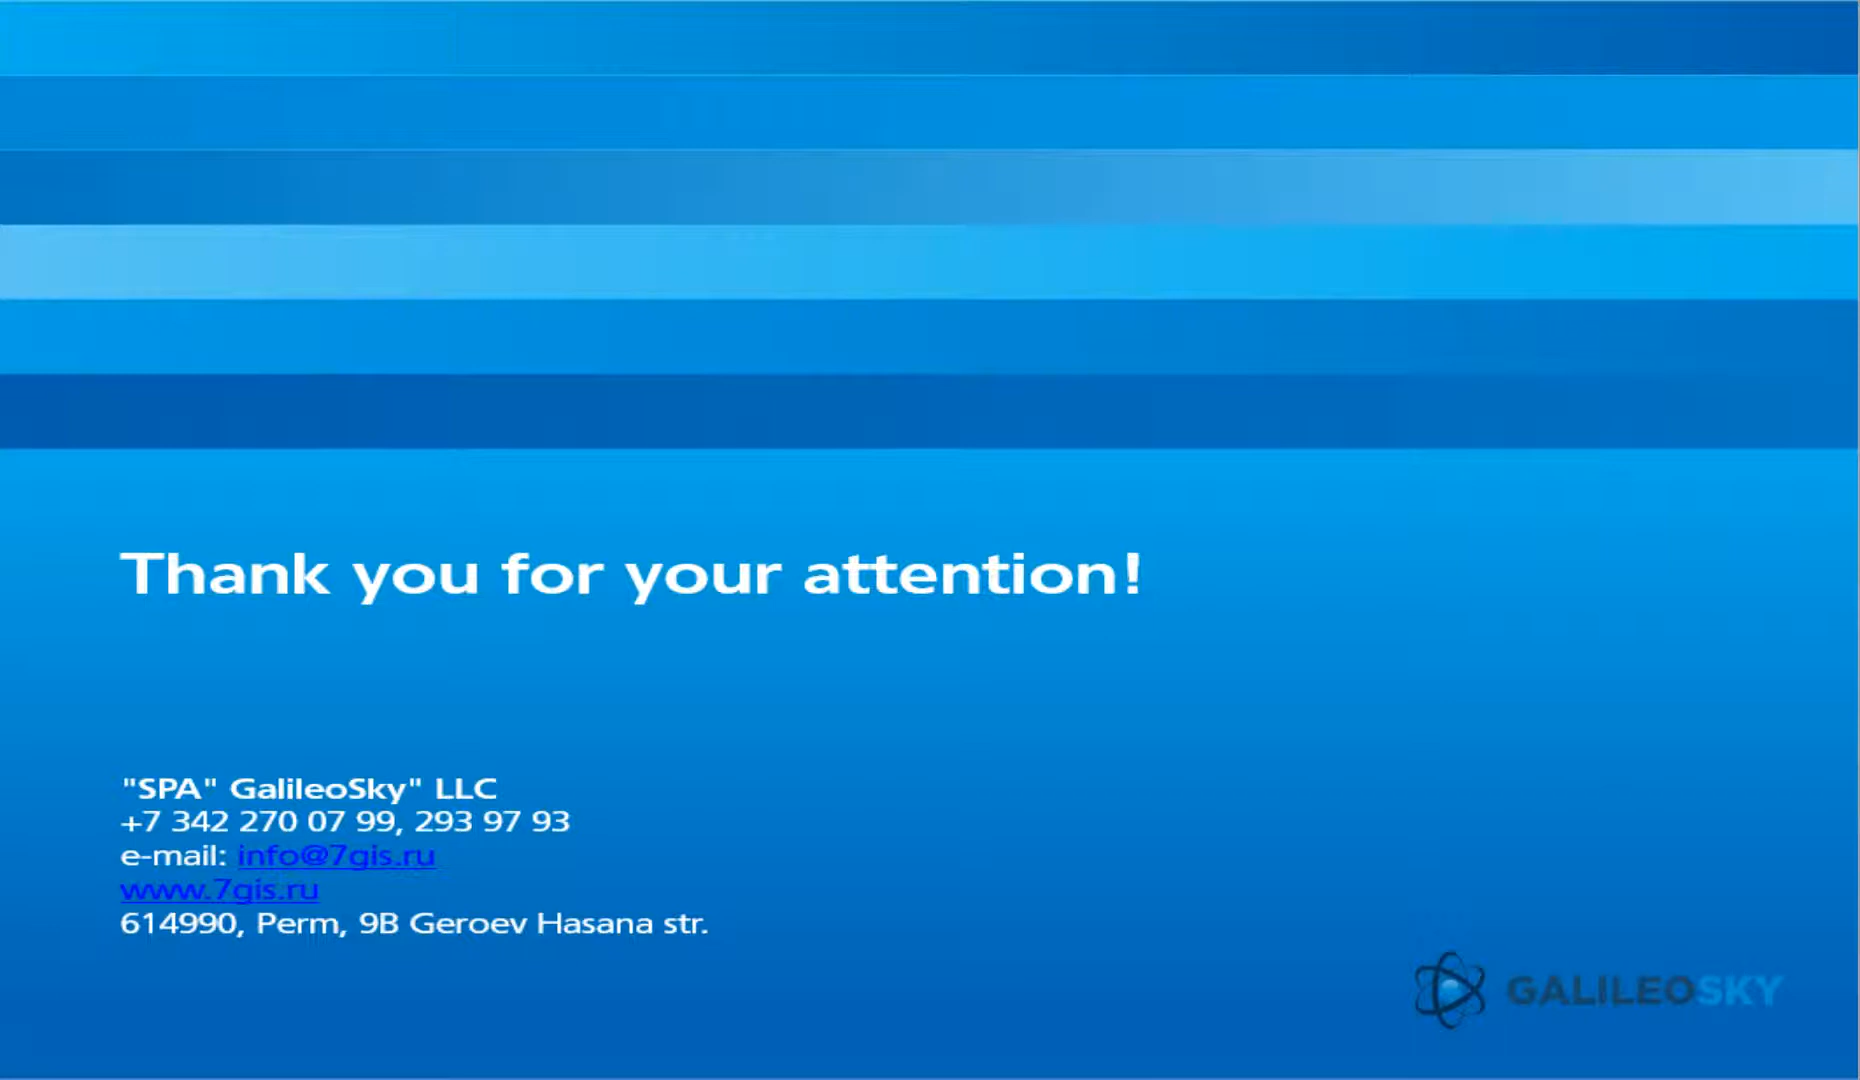 Thank you for your attention!
"SPA" GalileoSky" LLC
+7 342 270 07 99, 293 97 93
e-mail: info@7gis.ru
www.7gis.ru
614990, Perm, 9B Geroev Hasana str.
GALILEOSKY